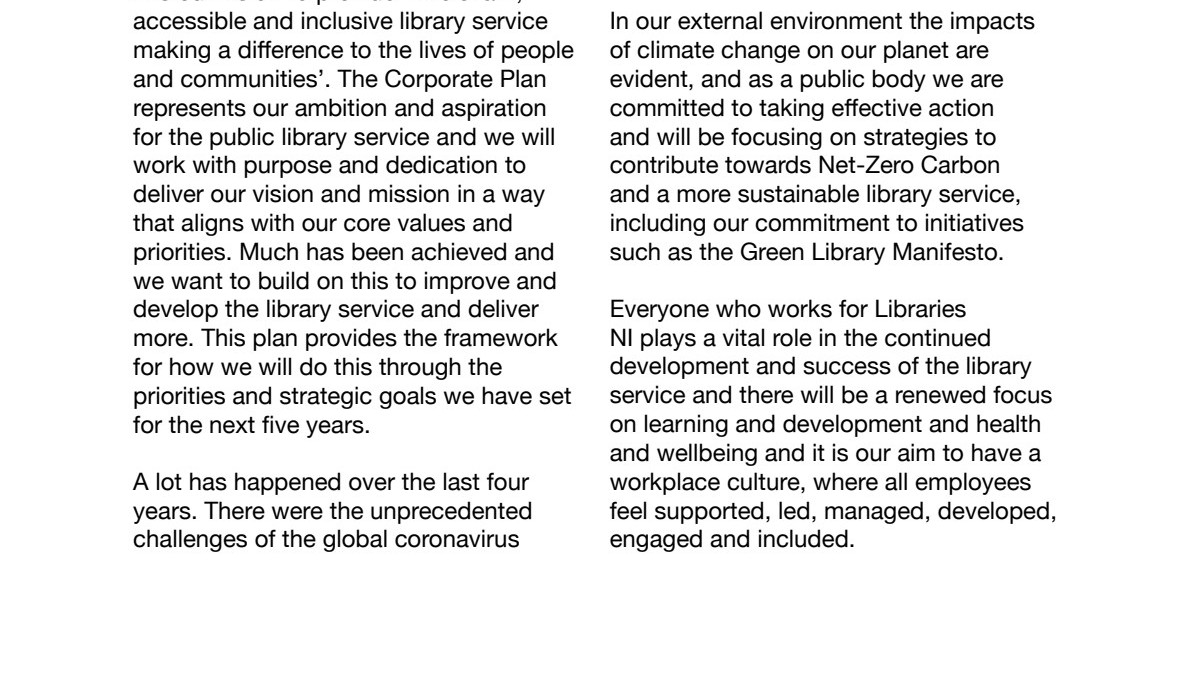 accessible and inclusive library service
making a difference to the lives of people
and communities’. The Corporate Plan
represents our ambition and aspiration
for the public library service and we will
work with purpose and dedication to
deliver our vision and mission in a way
that aligns with our core values and
priorities. Much has been achieved and
we want to build on this to improve and
develop the library service and deliver
more. This plan provides the framework
for how we will do this through the
priorities and strategic goals we have set
for the next five years.

A lot has happened over the last four
years. There were the unprecedented
challenges of the global coronavirus

In our external environment the impacts
of climate change on our planet are
evident, and as a public body we are
committed to taking effective action
and will be focusing on strategies to
contribute towards Net-Zero Carbon
and a more sustainable library service,
including our commitment to initiatives
such as the Green Library Manifesto.

Everyone who works for Libraries
NI plays a vital role in the continued
development and success of the library
service and there will be a renewed focus
on learning and development and health
and wellbeing and it is our aim to have a
workplace culture, where all employees
feel supported, led, managed, developed,
engaged and included.